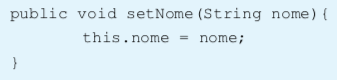 public void setNome(String nome){
this.nome = nome;
}